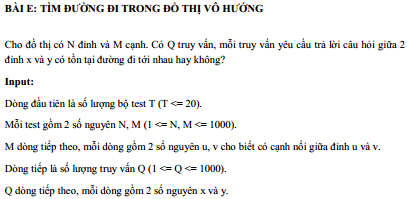 BÀI E: TÌM ĐƯỜNG ĐI TRONG ĐỒ THỊ VÔ HƯỚNG
Cho đồ thị có N đỉnh và M cạnh. Có Q truy vấn, mỗi truy vấn yêu cầu trả lời câu hỏi giữa 2
đỉnh x và y có tồn tại đường đi tới nhau hay không?
Input:
Dòng đầu tiên là số lượng bộ test T (T <= 20).
Mỗi test gồm 2 số nguyên N, M (1 <= N, M <= 1000).
M dòng tiếp theo, mỗi dòng gồm 2 số nguyên u, v cho biết có cạnh nối giữa đỉnh u và v.
Dòng tiếp là số lượng truy vấn Q (1 <= Q <= 1000).
Q dòng tiếp theo, mỗi dòng gồm 2 số nguyên x và y.